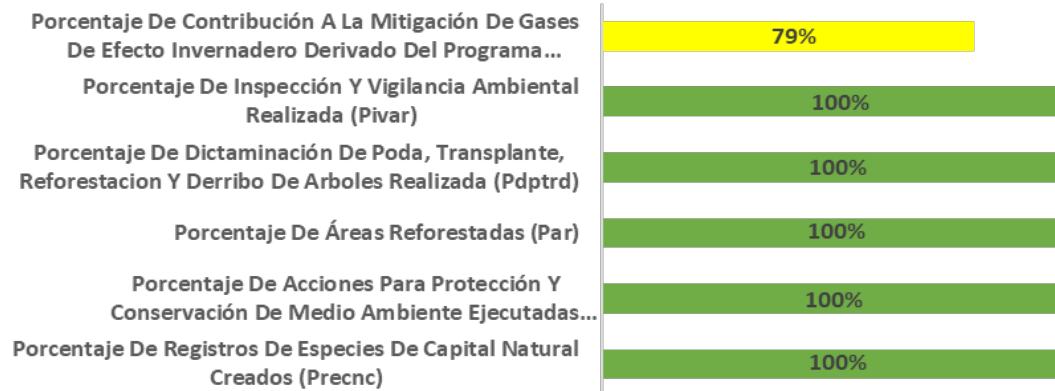 Porcentaje De Contribución A La Mitigación De Gases
De Efecto Invernadero Derivado Del Programa...
79%
Porcentaje De Inspección Y Vigilancia Ambiental
Realizada (Pivar)
100%
Porcentaje De Dictaminación De Poda, Transplante,
Reforestacion Y Derribo De Arboles Realizada (Pdptrd)
100%
Porcentaje De Áreas Reforestadas (Par)
100%
Porcentaje De Acciones Para Protección Y
Conservación De Medio Ambiente Ejecutadas...
100%
Porcentaje De Registros De Especies De Capital Natural
Creados (Precnc)
100%